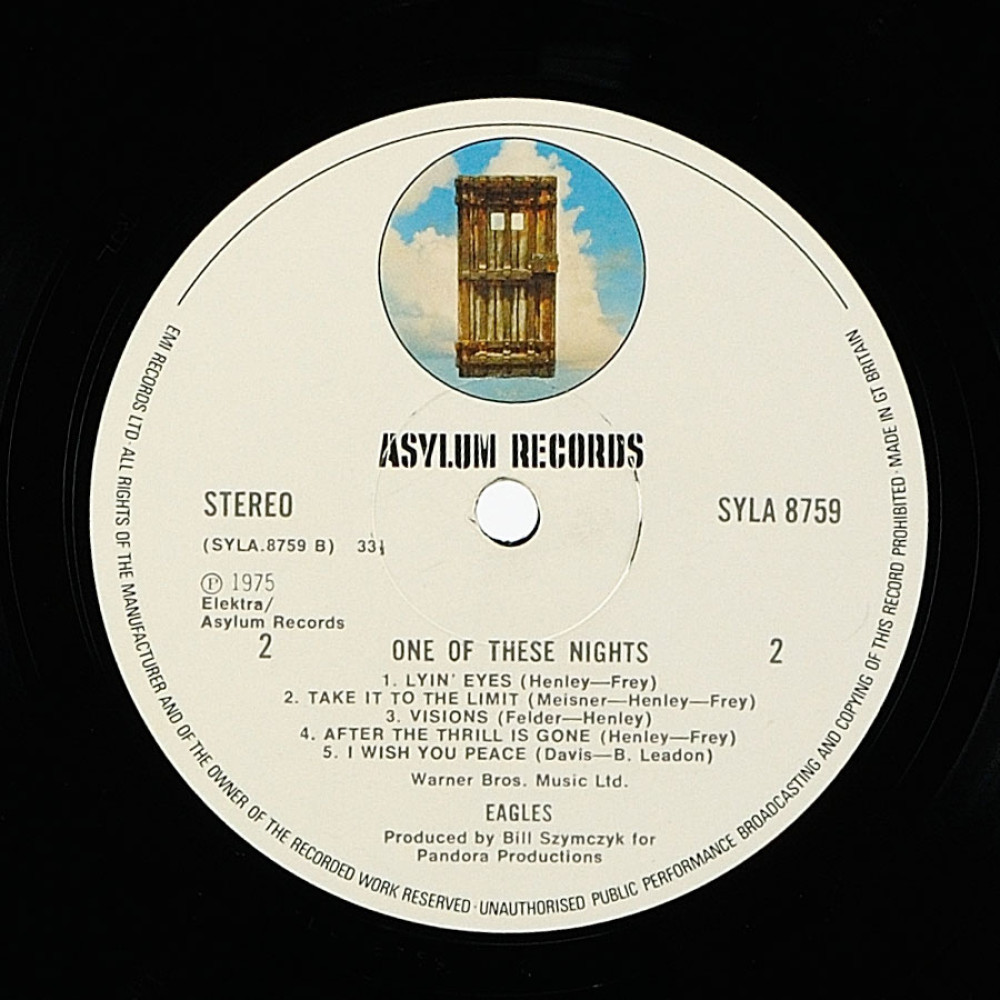 ASYLUM RECORDS
STEREO
SYLA 8759
(SYLA.8759 B) 33⅓
Ⓟ 1975
Elektra/
Asylum Records
2 ONE OF THESE NIGHTS 2
1. LYIN' EYES (Henley—Frey)
2. TAKE IT TO THE LIMIT (Meisner—Henley—Frey)
3. VISIONS (Felder—Henley)
4. AFTER THE THRILL IS GONE (Henley—Frey)
5. I WISH YOU PEACE (Davis—B. Leadon)
Warner Bros. Music Ltd.
EAGLES
Produced by Bill Szymczyk for
Pandora Productions
EMI RECORDS LTD · ALL RIGHTS OF THE MANUFACTURER AND OF THE OWNER OF THE RECORDED WORK RESERVED · UNAUTHORISED PUBLIC PERFORMANCE BROADCASTING AND COPYING OF THIS RECORD PROHIBITED · MADE IN GT BRITAIN